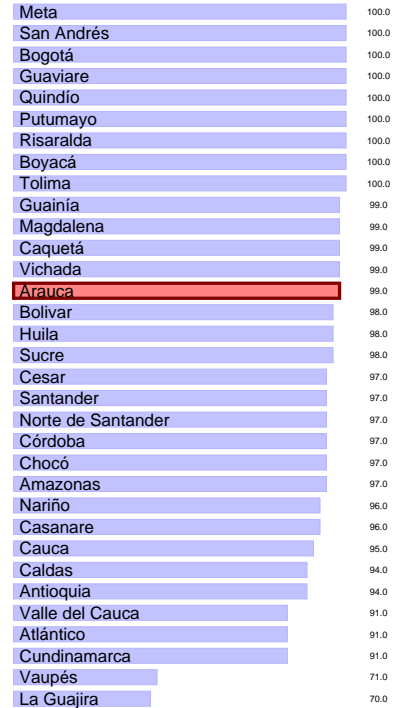 Meta 100.0
San Andrés 100.0
Bogotá 100.0
Guaviare 100.0
Quindío 100.0
Putumayo 100.0
Risaralda 100.0
Boyacá 100.0
Tolima 100.0
Guainía 99.0
Magdalena 99.0
Caquetá 99.0
Vichada 99.0
Arauca 99.0
Bolivar 98.0
Huila 98.0
Sucre 98.0
Cesar 97.0
Santander 97.0
Norte de Santander 97.0
Córdoba 97.0
Chocó 97.0
Amazonas 97.0
Nariño 96.0
Casanare 96.0
Cauca 95.0
Caldas 94.0
Antioquia 94.0
Valle del Cauca 91.0
Atlántico 91.0
Cundinamarca 91.0
Vaupés 71.0
La Guajira 70.0